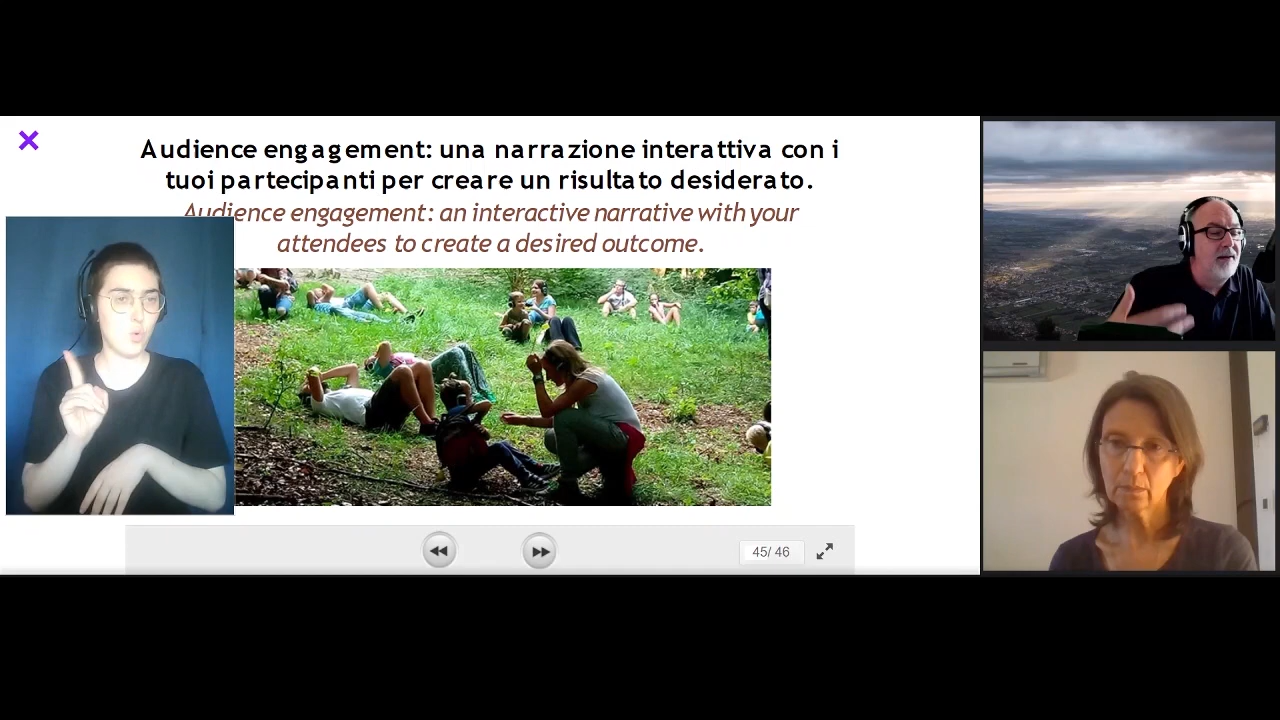 Audience engagement: una narrazione interattiva con i
tuoi partecipanti per creare un risultato desiderato.
Audience engagement: an interactive narrative with your
attendees to create a desired outcome.
45/ 46